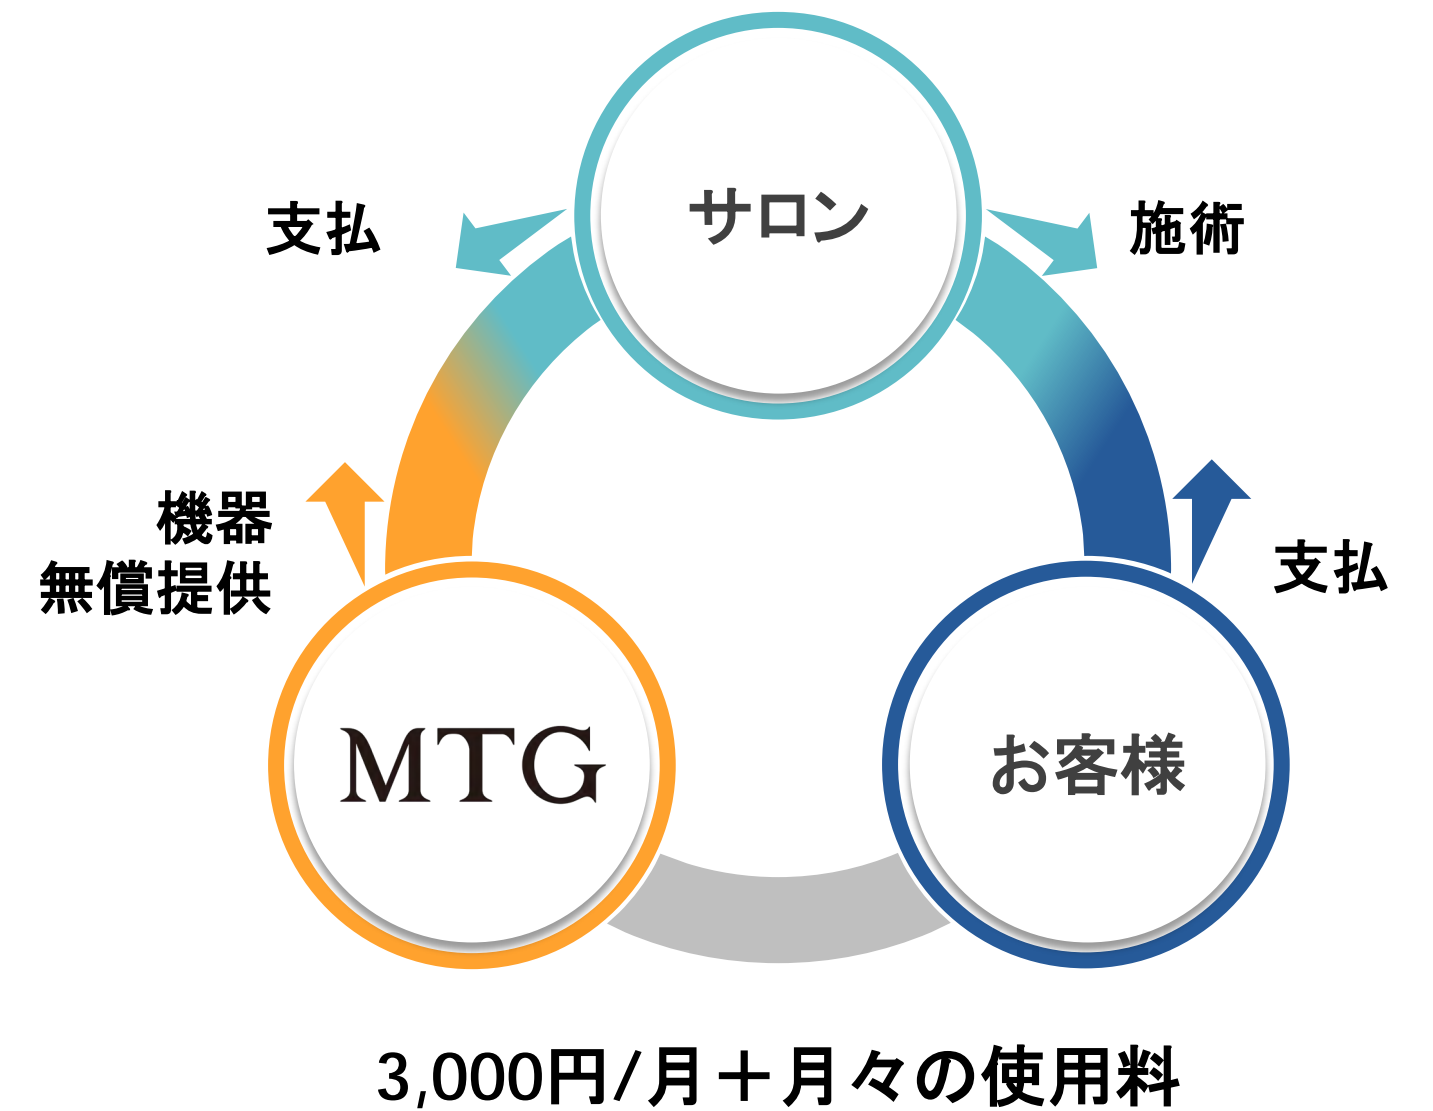 サロン
支払
施術
機器
無償提供
支払
MTG
お客様
3,000円/月＋月々の使用料